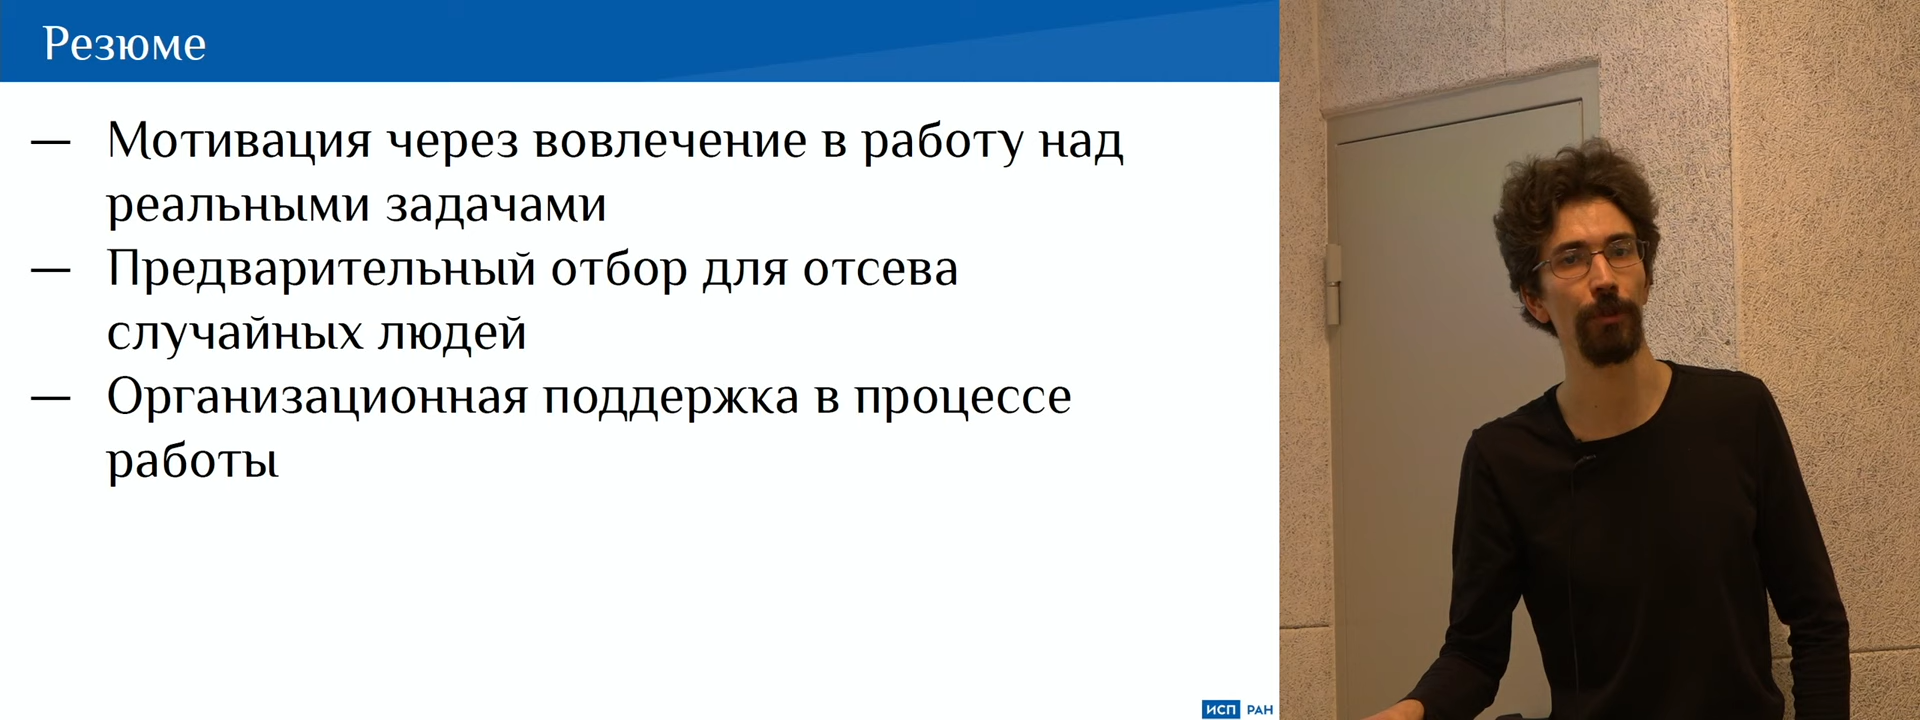 Резюме
— Мотивация через вовлечение в работу над
реальными задачами
— Предварительный отбор для отсева
случайных людей
— Организационная поддержка в процессе
работы
ИСП РАН